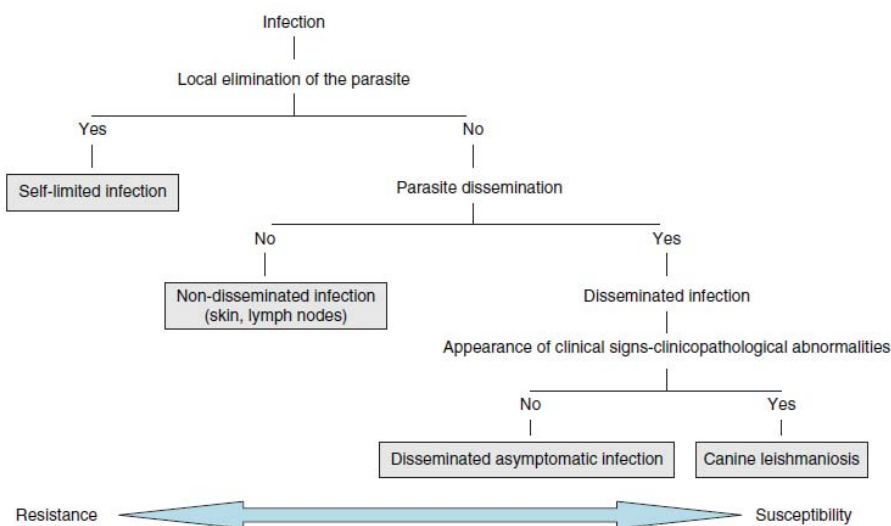 Infection
Local elimination of the parasite
Yes
No
Self-limited infection
Parasite dissemination
No
Yes
Non-disseminated infection
(skin, lymph nodes)
Disseminated infection
Appearance of clinical signs-clinicopathological abnormalities
No
Yes
Disseminated asymptomatic infection
Canine leishmaniosis
Resistance
Susceptibility